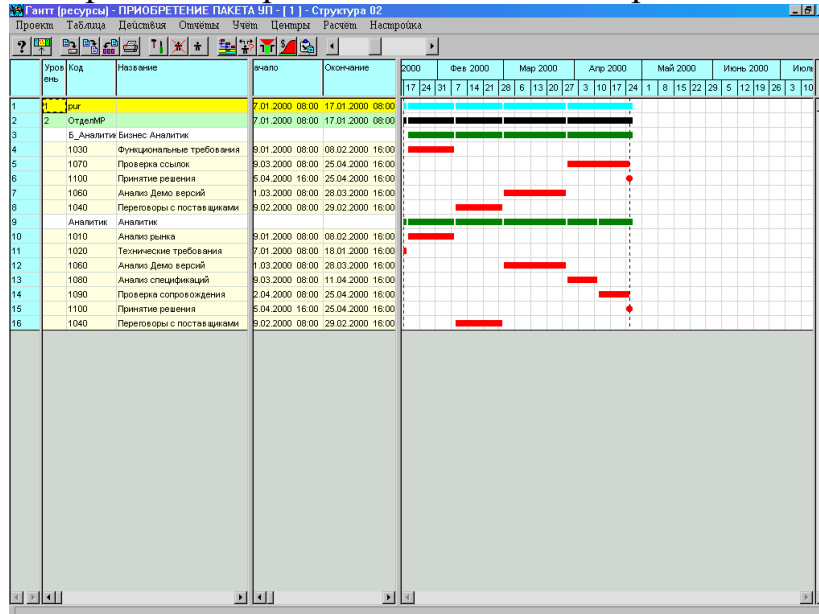 Гантт (ресурсы) - ПРИОБРЕТЕНИЕ ПАКЕТА УП - [ 1 ] - Структура 02
Проект Таблица Действия Отчёты Учёт Центры Расчёт Настройка
Уровень Код Название ачало Окончание 2000 Фев 2000 Мар 2000 Апр 2000 Май 2000 Июнь 2000 Июль
17 24 31 7 14 21 28 6 13 20 27 3 10 17 24 1 8 15 22 29 5 12 19 26 3 10
1 1 pur 7.01.2000 08:00 17.01.2000 08:00
2 2 ОтделМР 7.01.2000 08:00 17.01.2000 08:00
3 Б_Аналитик Бизнес Аналитик
4 1030 Функциональные требования 9.01.2000 08:00 08.02.2000 16:00
5 1070 Проверка ссылок 9.03.2000 08:00 25.04.2000 16:00
6 1100 Принятие решения 5.04.2000 16:00 25.04.2000 16:00
7 1060 Анализ Демо версий 1.03.2000 08:00 28.03.2000 16:00
8 1040 Переговоры с поставщиками 9.02.2000 08:00 29.02.2000 16:00
9 Аналитик Аналитик
10 1010 Анализ рынка 9.01.2000 08:00 08.02.2000 16:00
11 1020 Технические требования 7.01.2000 08:00 18.01.2000 16:00
12 1060 Анализ Демо версий 1.03.2000 08:00 28.03.2000 16:00
13 1080 Анализ спецификаций 9.03.2000 08:00 11.04.2000 16:00
14 1090 Проверка сопровождения 2.04.2000 08:00 25.04.2000 16:00
15 1100 Принятие решения 5.04.2000 16:00 25.04.2000 16:00
16 1040 Переговоры с поставщиками 9.02.2000 08:00 29.02.2000 16:00